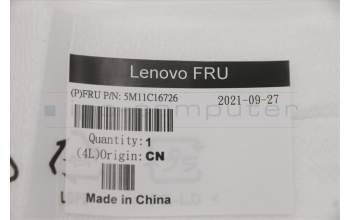 Lenovo FRU
(P)FRU P/N: 5M11C16726
2021-09-27
Quantity:1
(4L)Origin: CN
Made in China